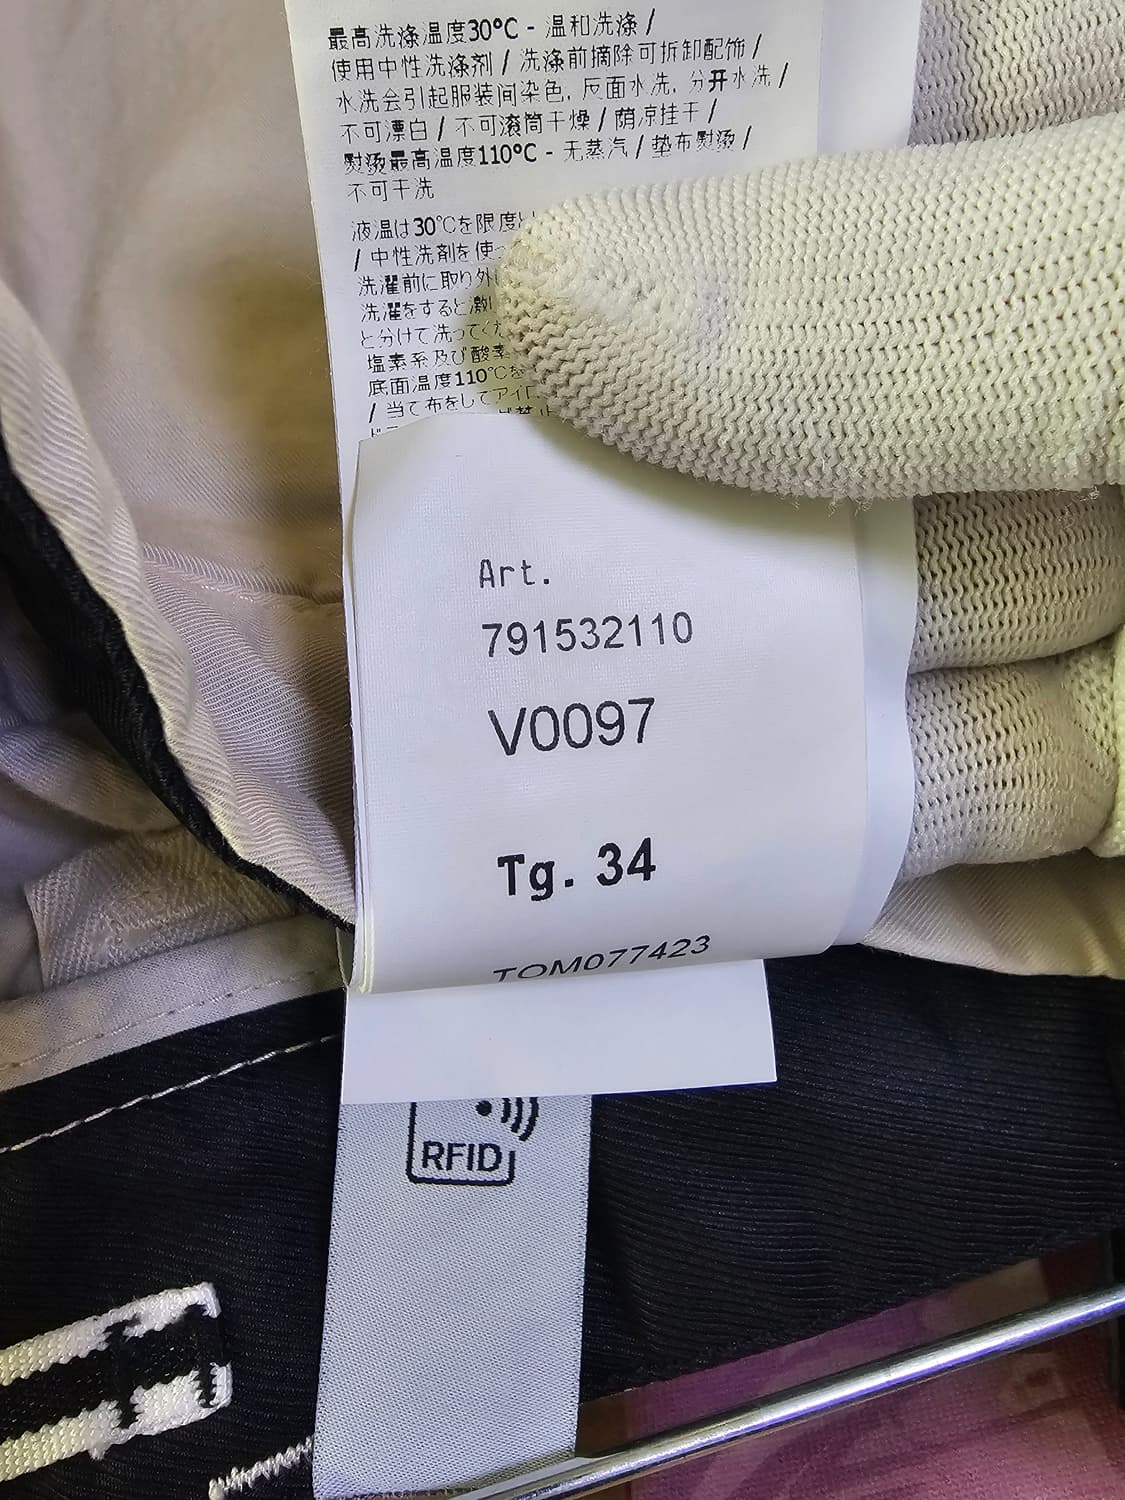 最高洗涤温度30°C - 温和洗涤 /
使用中性洗涤剂 / 洗涤前摘除可拆卸配饰 /
水洗会引起服装间染色, 反面水洗, 分开水洗 /
不可漂白 / 不可滚筒干燥 / 荫凉挂干 /
熨烫最高温度110°C - 无蒸汽 / 垫布熨烫 /
不可干洗
液温は30℃を限度と
/ 中性洗剤を使っ
洗濯前に取り外
洗濯をすると激
と分けて洗ってく
塩素系及び酸素
底面温度110℃を
/ 当て布をしてアイロ
Art.
791532110
V0097
Tg. 34
TOM077423
RFID